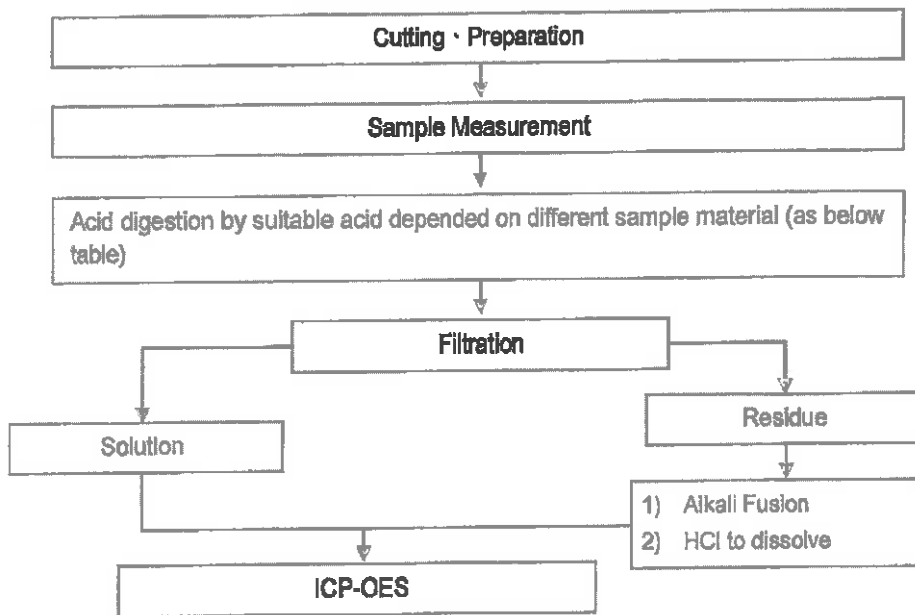 Cutting、Preparation
Sample Measurement
Acid digestion by suitable acid depended on different sample material (as below
table)
Filtration
Solution
Residue
1) Alkali Fusion
2) HCl to dissolve
ICP-OES